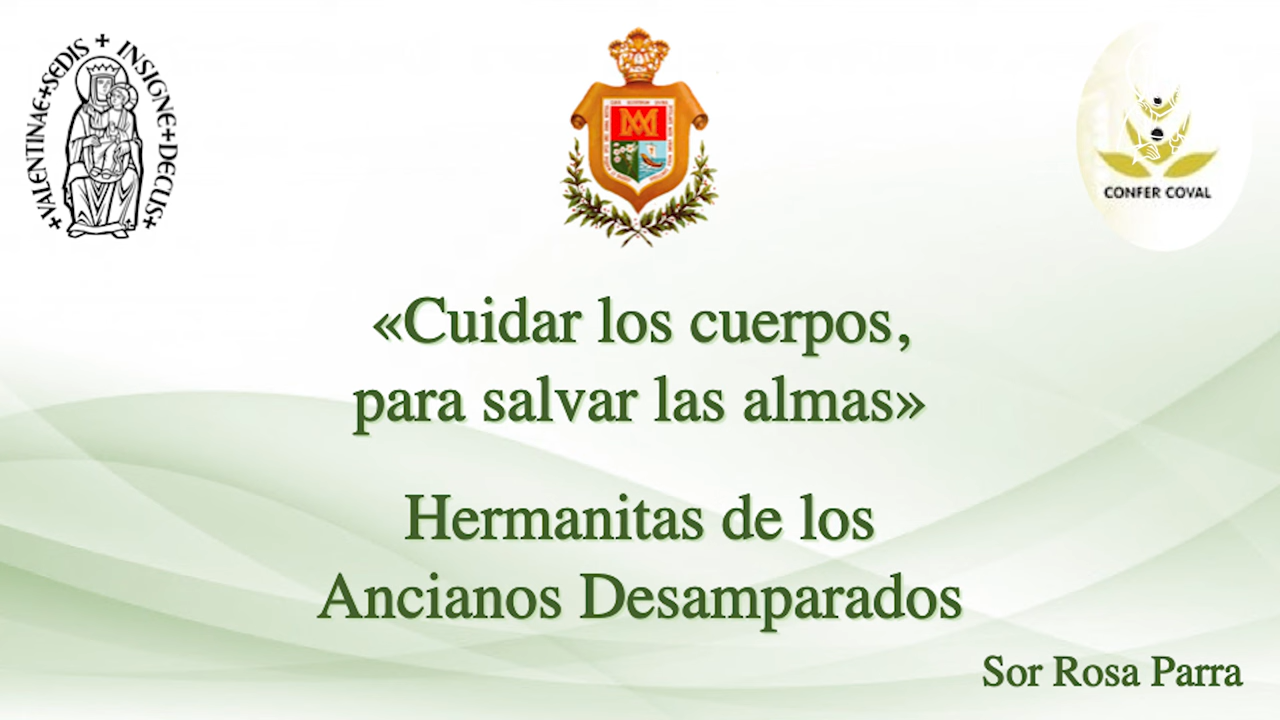 ✝VALENTINAE✝SEDIS✝INSIGNE✝DECUS✝
CONFER COVAL
«Cuidar los cuerpos,
para salvar las almas»
Hermanitas de los
Ancianos Desamparados
Sor Rosa Parra